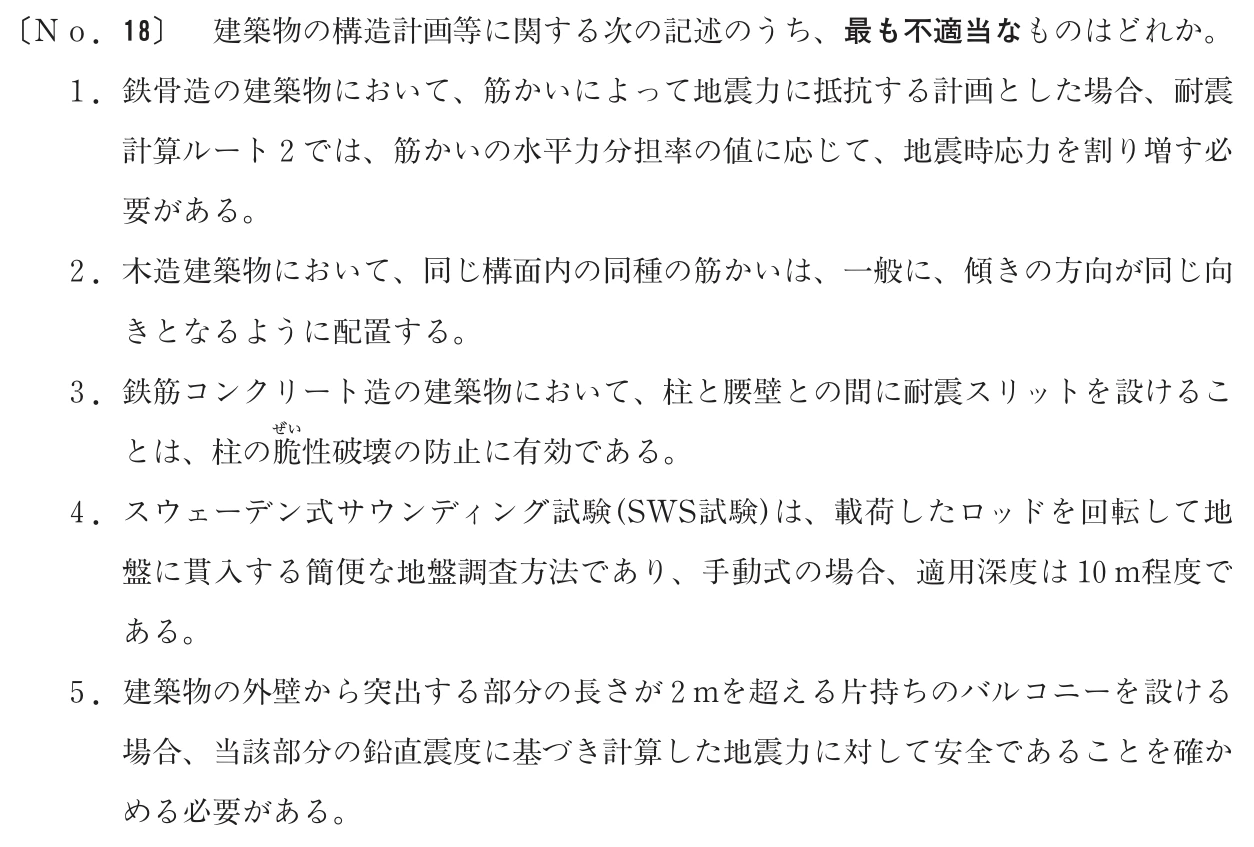 〔Ｎｏ．18〕　建築物の構造計画等に関する次の記述のうち、最も不適当なものはどれか。
１．鉄骨造の建築物において、筋かいによって地震力に抵抗する計画とした場合、耐震
計算ルート２では、筋かいの水平力分担率の値に応じて、地震時応力を割り増す必
要がある。
２．木造建築物において、同じ構面内の同種の筋かいは、一般に、傾きの方向が同じ向
きとなるように配置する。
３．鉄筋コンクリート造の建築物において、柱と腰壁との間に耐震スリットを設けるこ
ぜい
とは、柱の脆性破壊の防止に有効である。
４．スウェーデン式サウンディング試験(SWS試験)は、載荷したロッドを回転して地
盤に貫入する簡便な地盤調査方法であり、手動式の場合、適用深度は 10 m程度で
ある。
５．建築物の外壁から突出する部分の長さが２mを超える片持ちのバルコニーを設ける
場合、当該部分の鉛直震度に基づき計算した地震力に対して安全であることを確か
める必要がある。